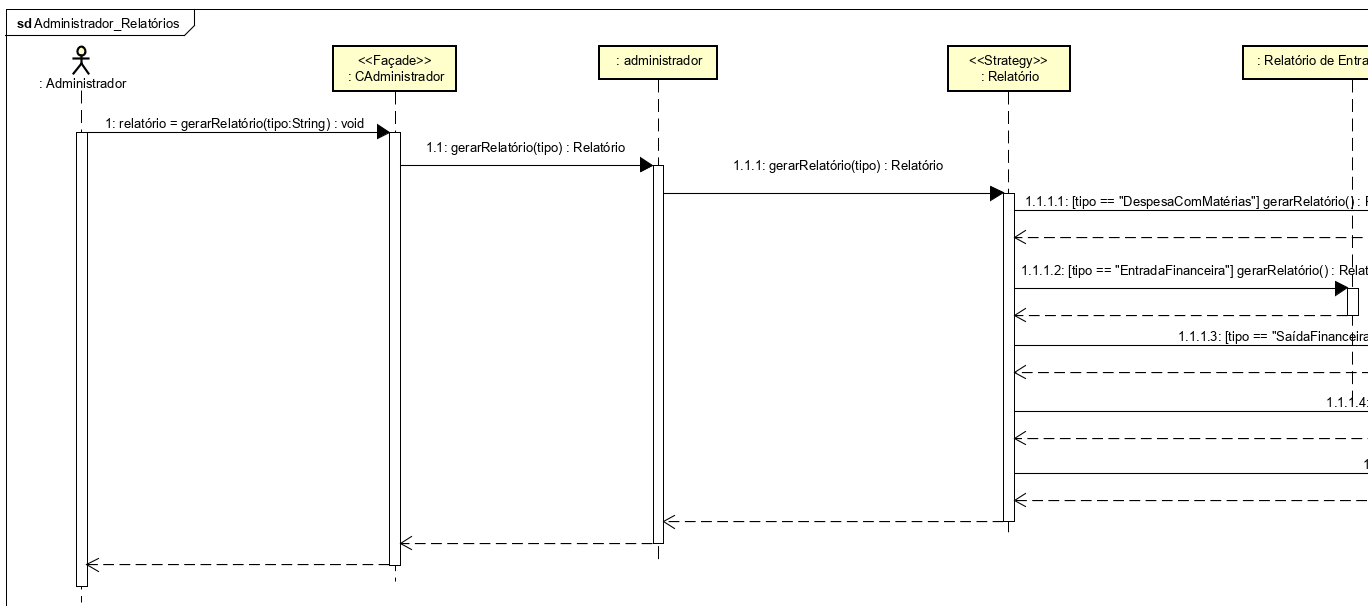 sd Administrador_Relatórios
: Administrador
<<Façade>>
: CAdministrador
: administrador
<<Strategy>>
: Relatório
: Relatório de Entra
1: relatório = gerarRelatório(tipo:String) : void
1.1: gerarRelatório(tipo) : Relatório
1.1.1: gerarRelatório(tipo) : Relatório
1.1.1.1: [tipo == "DespesaComMatérias"] gerarRelatório() : R
1.1.1.2: [tipo == "EntradaFinanceira"] gerarRelatório() : Relat
1.1.1.3: [tipo == "SaídaFinanceira
1.1.1.4:
1